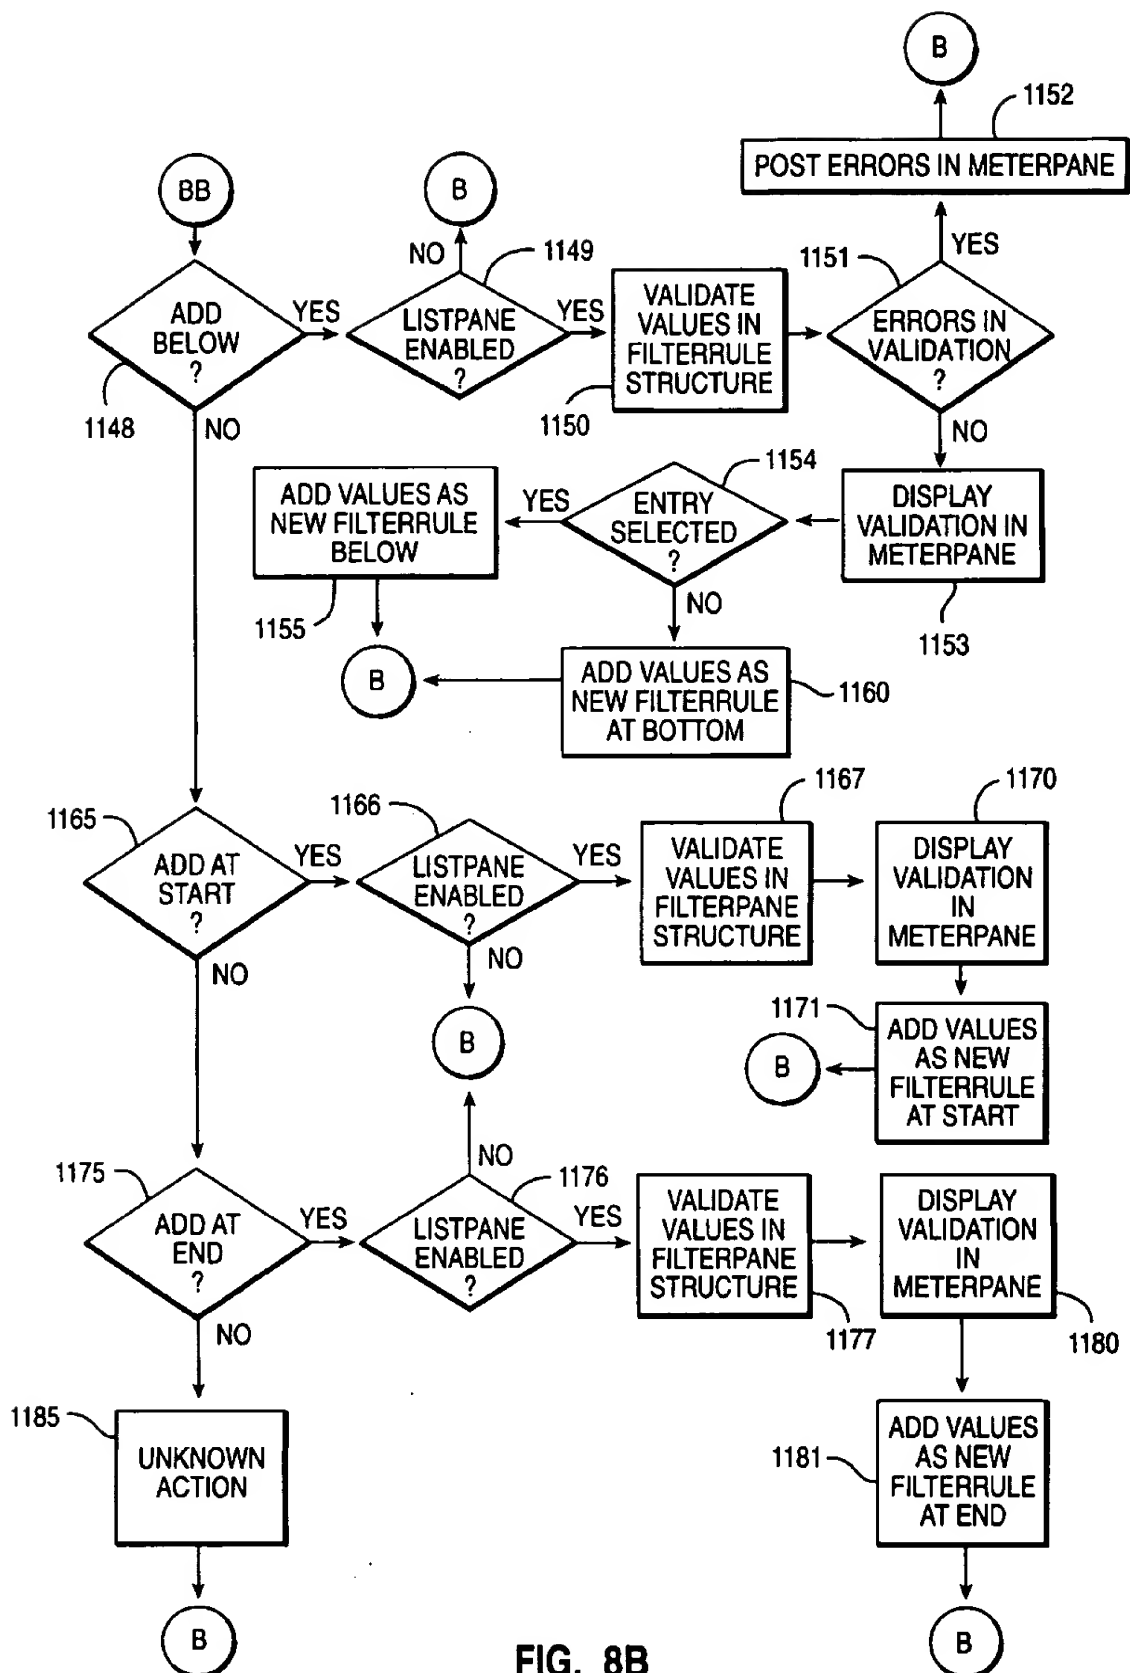 B
1152
POST ERRORS IN METERPANE
BB
B
NO
1149
1151
YES
ADD
BELOW
?
YES
LISTPANE
ENABLED
?
YES
VALIDATE
VALUES IN
FILTERRULE
STRUCTURE
ERRORS IN
VALIDATION
?
1148
NO
1150
NO
1154
ADD VALUES AS
NEW FILTERRULE
BELOW
YES
ENTRY
SELECTED
?
DISPLAY
VALIDATION IN
METERPANE
1155
NO
1153
B
ADD VALUES AS
NEW FILTERRULE
AT BOTTOM
1160
1165
1166
1167
1170
ADD AT
START
?
YES
LISTPANE
ENABLED
?
YES
VALIDATE
VALUES IN
FILTERPANE
STRUCTURE
DISPLAY
VALIDATION
IN
METERPANE
NO
NO
B
1171
B
ADD VALUES
AS NEW
FILTERRULE
AT START
1175
NO
1176
ADD AT
END
?
YES
LISTPANE
ENABLED
?
YES
VALIDATE
VALUES IN
FILTERPANE
STRUCTURE
DISPLAY
VALIDATION
IN
METERPANE
NO
1177
1180
1185
UNKNOWN
ACTION
1181
ADD VALUES
AS NEW
FILTERRULE
AT END
B
B
FIG. 8B